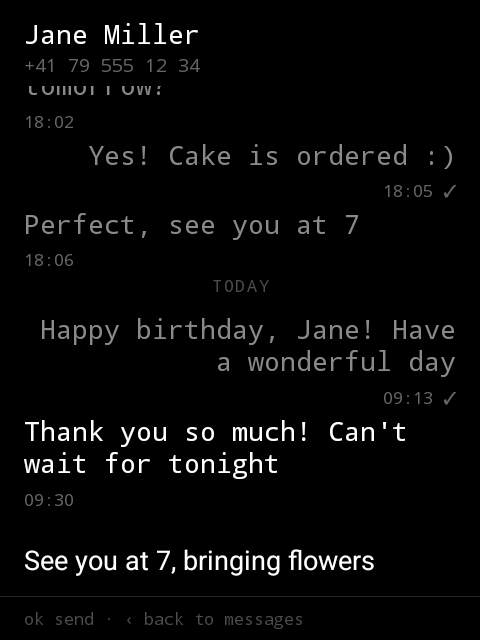 Jane Miller
+41 79 555 12 34
tomorrow?
18:02
Yes! Cake is ordered :)
18:05 ✓
Perfect, see you at 7
18:06
TODAY
Happy birthday, Jane! Have
a wonderful day
09:13 ✓
Thank you so much! Can't
wait for tonight
09:30
See you at 7, bringing flowers
ok send · ‹ back to messages